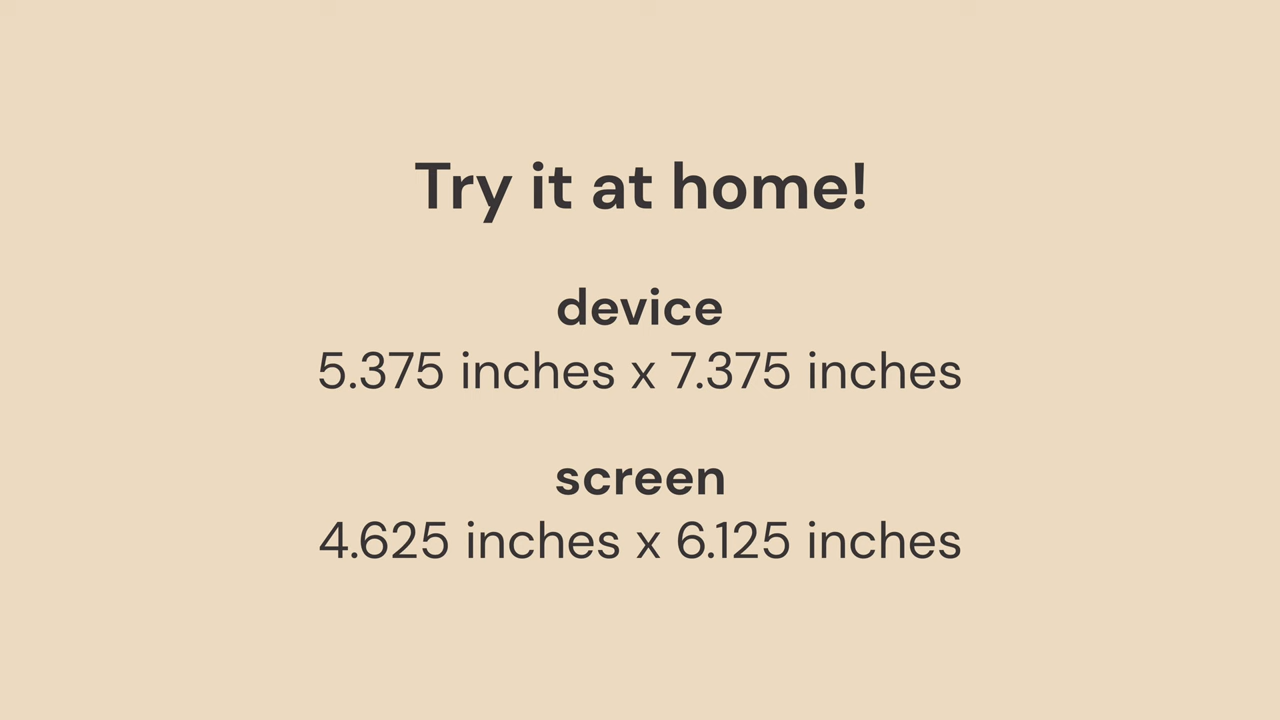 Try it at home!
device
5.375 inches x 7.375 inches
screen
4.625 inches x 6.125 inches